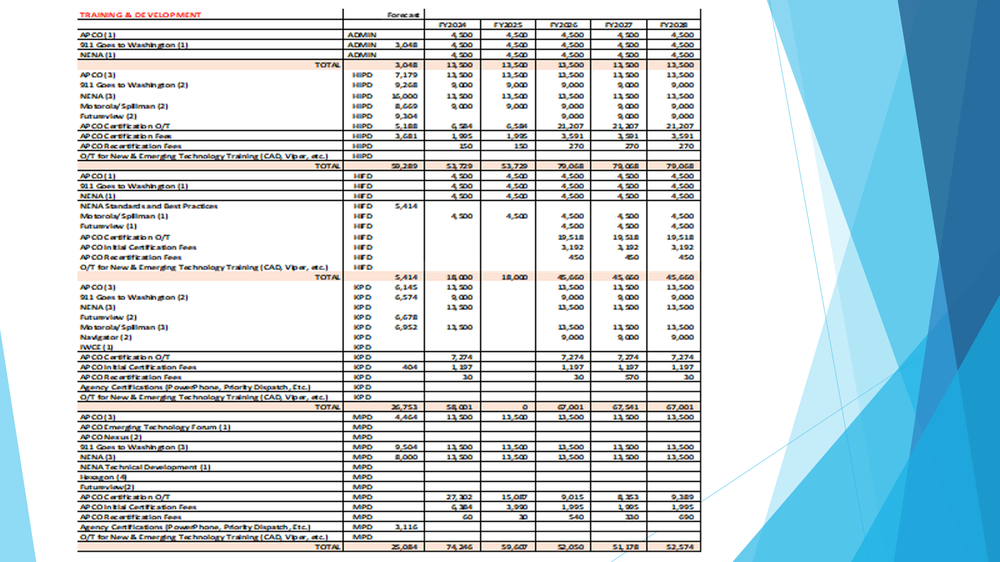 TRAINING & DEVELOPMENT Forecast
FY2024 FY2025 FY2026 FY2027 FY2028
APCO (1) ADMIN 4,500 4,500 4,500 4,500 4,500
911 Goes to Washington (1) ADMIN 3,048 4,500 4,500 4,500 4,500 4,500
NENA (1) ADMIN 4,500 4,500 4,500 4,500 4,500
TOTAL 3,048 13,500 13,500 13,500 13,500 13,500
APCO (3) HIPD 7,179 13,500 13,500 13,500 13,500 13,500
911 Goes to Washington (2) HIPD 9,268 9,000 9,000 9,000 9,000 9,000
NENA (3) HIPD 16,000 13,500 13,500 13,500 13,500 13,500
Motorola/Spillman (2) HIPD 8,669 9,000 9,000 9,000 9,000 9,000
Futureview (2) HIPD 9,304 9,000 9,000 9,000
APCO Certification O/T HIPD 5,188 6,584 6,584 21,207 21,207 21,207
APCO Certification Fees HIPD 3,681 1,995 1,995 3,591 3,591 3,591
APCO Recertification Fees HIPD 150 150 270 270 270
O/T for New & Emerging Technology Training (CAD, Viper, etc.) HIPD
TOTAL 59,289 53,729 53,729 79,068 79,068 79,068
APCO (1) HFD 4,500 4,500 4,500 4,500 4,500
911 Goes to Washington (1) HFD 4,500 4,500 4,500 4,500 4,500
NENA (1) HFD 4,500 4,500 4,500 4,500 4,500
NENA Standards and Best Practices HFD 5,414
Motorola/Spillman (1) HFD 4,500 4,500 4,500 4,500 4,500
Futureview (1) HFD 4,500 4,500 4,500
APCO Certification O/T HFD 19,518 19,518 19,518
APCO Initial Certification Fees HFD 3,192 3,192 3,192
APCO Recertification Fees HFD 450 450 450
O/T for New & Emerging Technology Training (CAD, Viper, etc.) HFD
TOTAL 5,414 18,000 18,000 45,660 45,660 45,660
APCO (3) KPD 6,145 13,500 13,500 13,500 13,500
911 Goes to Washington (2) KPD 6,574 9,000 9,000 9,000 9,000
NENA (3) KPD 13,500 13,500 13,500 13,500
Futureview (2) KPD 6,678
Motorola/Spillman (3) KPD 6,952 13,500 13,500 13,500 13,500
Navigator (2) KPD 9,000 9,000 9,000
IWCE (1) KPD
APCO Certification O/T KPD 7,274 7,274 7,274 7,274
APCO Initial Certification Fees KPD 404 1,197 1,197 1,197 1,197
APCO Recertification Fees KPD 30 30 570 30
Agency Certifications (PowerPhone, Priority Dispatch, Etc.) KPD
O/T for New & Emerging Technology Training (CAD, Viper, etc.) KPD
TOTAL 26,753 58,001 0 67,001 67,541 67,001
APCO (3) MPD 4,464 13,500 13,500 13,500 13,500 13,500
APCO Emerging Technology Forum (1) MPD
APCO Nexus (2) MPD
911 Goes to Washington (3) MPD 9,504 13,500 13,500 13,500 13,500 13,500
NENA (3) MPD 8,000 13,500 13,500 13,500 13,500 13,500
NENA Technical Development (1) MPD
Hexagon (4) MPD
Futureview(2) MPD
APCO Certification O/T MPD 27,302 15,087 9,015 8,353 9,389
APCO Initial Certification Fees MPD 6,384 3,990 1,995 1,995 1,995
APCO Recertification Fees MPD 60 30 540 330 690
Agency Certifications (PowerPhone, Priority Dispatch, Etc.) MPD 3,116
O/T for New & Emerging Technology Training (CAD, Viper, etc.) MPD
TOTAL 25,084 74,246 59,607 52,050 51,178 52,574